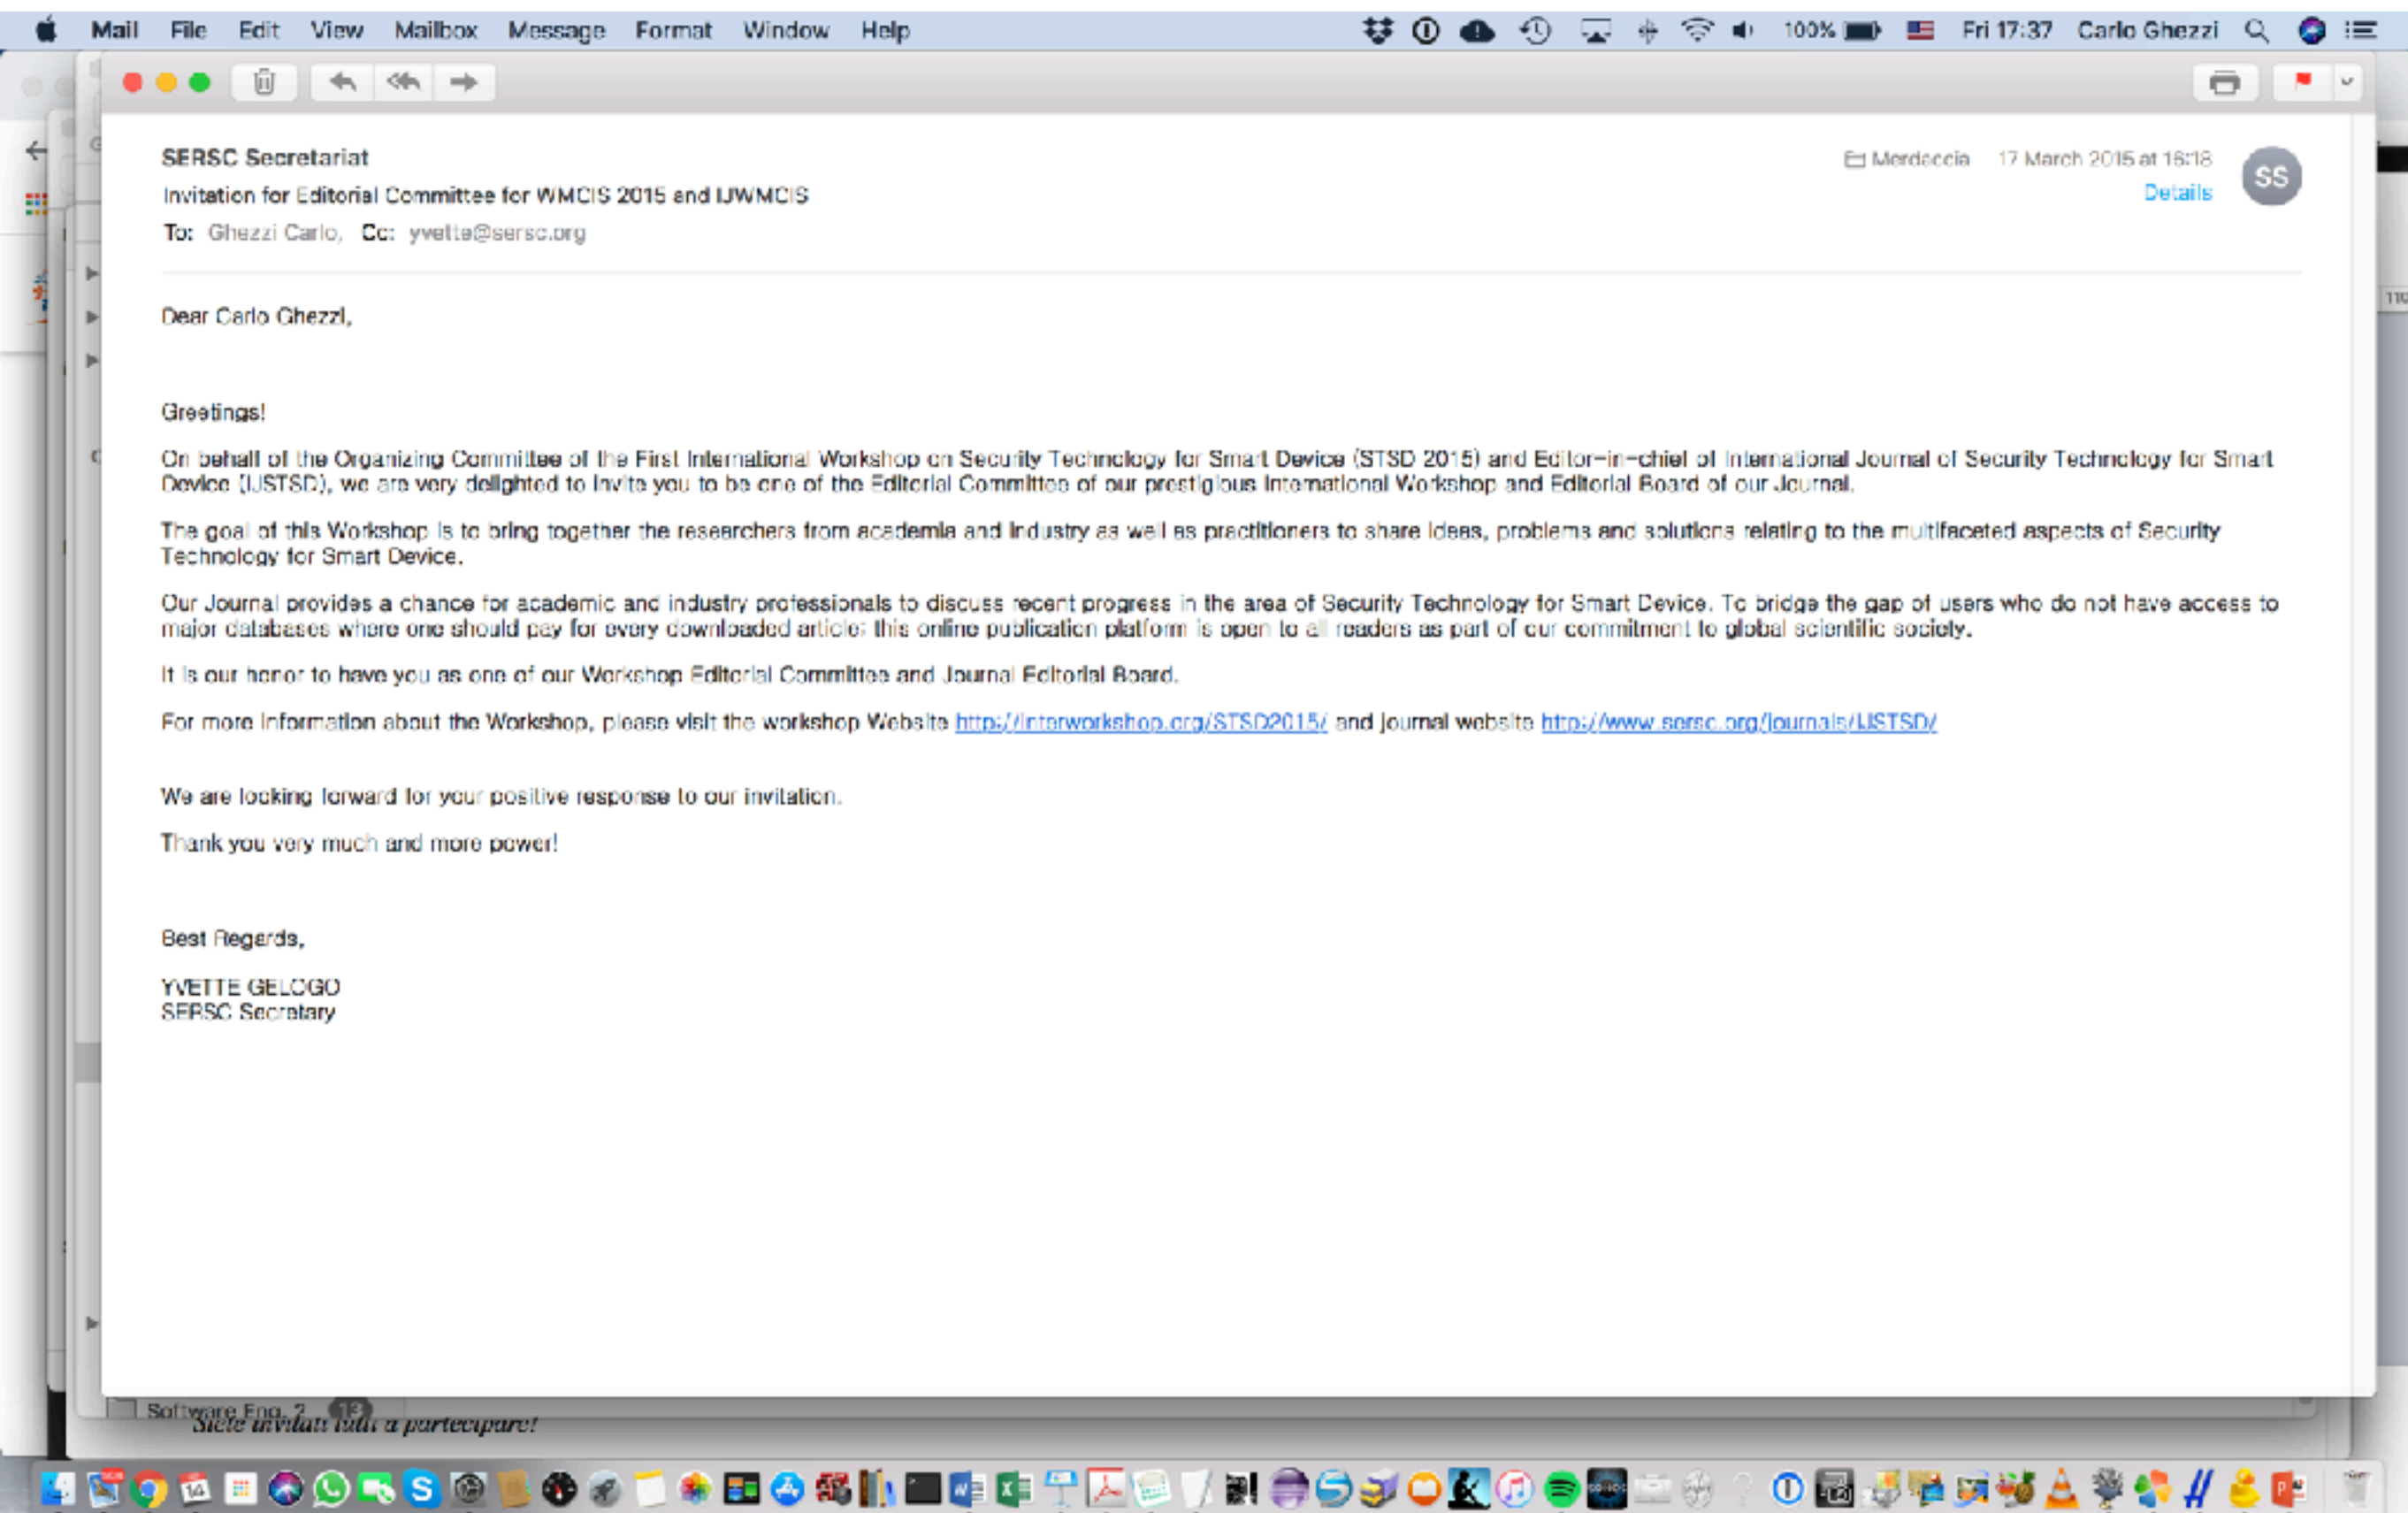 Mail File Edit View Mailbox Message Format Window Help 100% Fri 17:37 Carlo Ghezzi
SERSC Secretariat
Merdaccia 17 March 2015 at 16:18
SS
Invitation for Editorial Committee for WMCIS 2015 and IJWMCIS
Details
To: Ghezzi Carlo, Cc: yvette@sersc.org
Dear Carlo Ghezzi,
Greetings!
On behalf of the Organizing Committee of the First International Workshop on Security Technology for Smart Device (STSD 2015) and Editor-in-chief of International Journal of Security Technology for Smart
Device (IJSTSD), we are very delighted to invite you to be one of the Editorial Committee of our prestigious International Workshop and Editorial Board of our Journal.
The goal of this Workshop is to bring together the researchers from academia and industry as well as practitioners to share ideas, problems and solutions relating to the multifaceted aspects of Security
Technology for Smart Device.
Our Journal provides a chance for academic and industry professionals to discuss recent progress in the area of Security Technology for Smart Device. To bridge the gap of users who do not have access to
major databases where one should pay for every downloaded article; this online publication platform is open to all readers as part of our commitment to global scientific society.
It is our honor to have you as one of our Workshop Editorial Committee and Journal Editorial Board.
For more information about the Workshop, please visit the workshop Website http://interworkshop.org/STSD2015/ and journal website http://www.sersc.org/journals/IJSTSD/
We are looking forward for your positive response to our invitation.
Thank you very much and more power!
Best Regards,
YVETTE GELOGO
SERSC Secretary
Software Eng. 2 13
Siete invitati tutti a partecipare!
14